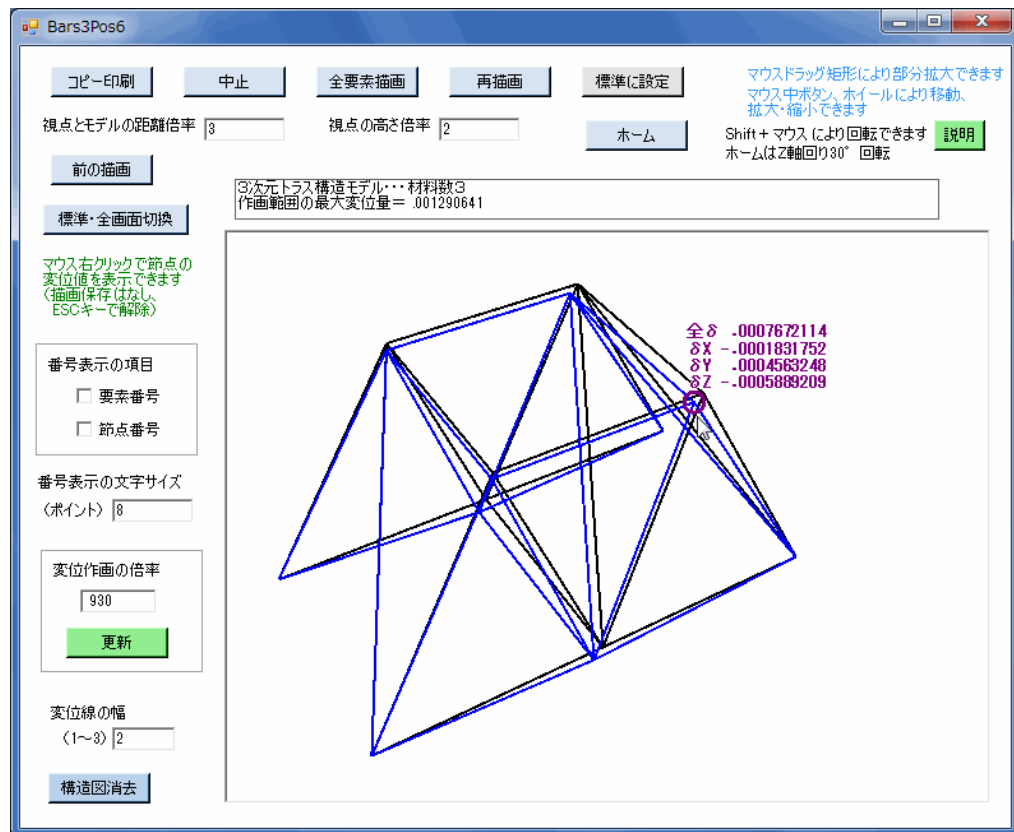 Bars3Pos6
コピー印刷
中止
全要素描画
再描画
標準に設定
マウスドラッグ矩形により部分拡大できます
マウス中ボタン、ホイールにより移動、
拡大・縮小できます
視点とモデルの距離倍率 3
視点の高さ倍率 2
ホーム
Shift+マウス により回転できます
ホームはZ軸回り30° 回転
説明
前の描画
標準・全画面切換
3次元トラス構造モデル・・・材料数3
作画範囲の最大変位量= .001290641
マウス右クリックで節点の
変位値を表示できます
(描画保存はなし、
ESCキーで解除)
全δ .0007672114
δX -.0001831752
δY .0004563248
δZ -.0005889209
番号表示の項目
要素番号
節点番号
番号表示の文字サイズ
(ポイント) 8
変位作画の倍率
930
更新
変位線の幅
(1~3) 2
構造図消去